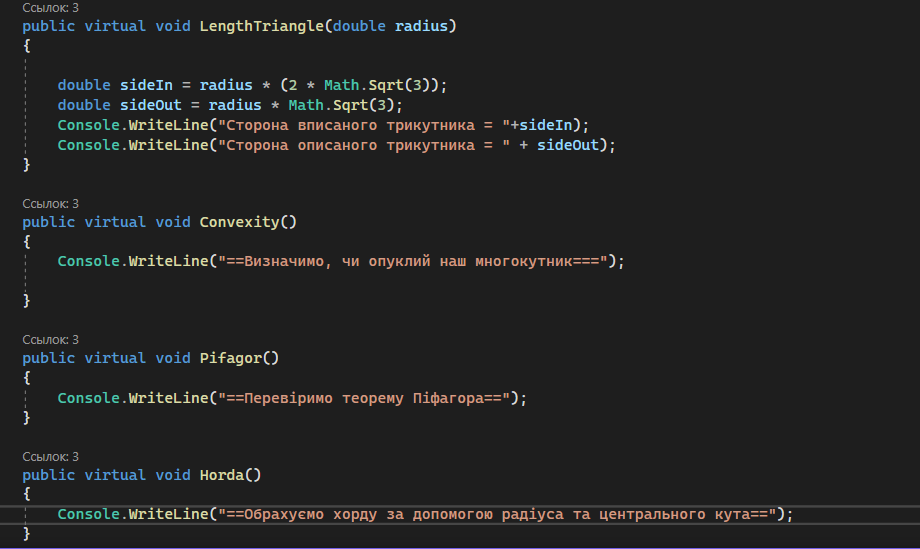 Ссылок: 3
public virtual void LengthTriangle(double radius)
{
double sideIn = radius * (2 * Math.Sqrt(3));
double sideOut = radius * Math.Sqrt(3);
Console.WriteLine("Сторона вписаного трикутника = "+sideIn);
Console.WriteLine("Сторона описаного трикутника = " + sideOut);
}
Ссылок: 3
public virtual void Convexity()
{
Console.WriteLine("==Визначимо, чи опуклий наш многокутник===");
}
Ссылок: 3
public virtual void Pifagor()
{
Console.WriteLine("==Перевіримо теорему Піфагора==");
}
Ссылок: 3
public virtual void Horda()
{
Console.WriteLine("==Обрахуємо хорду за допомогою радіуса та центрального кута==");
}